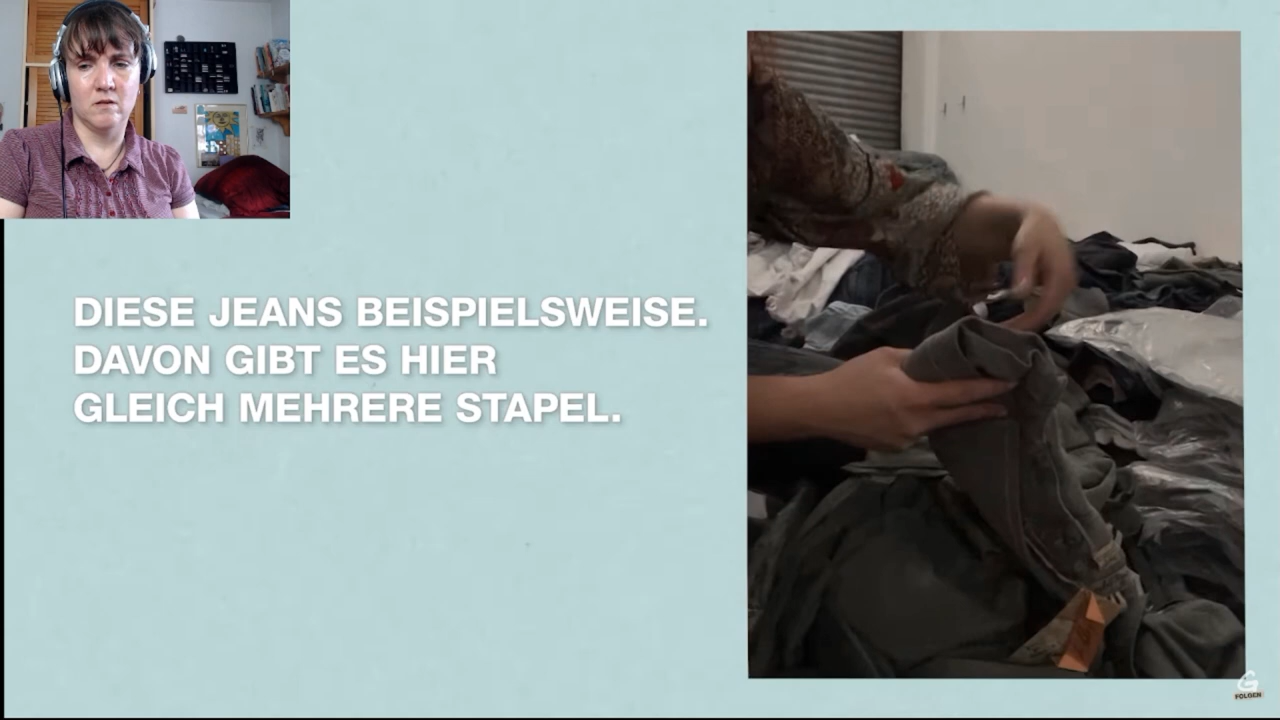 DIESE JEANS BEISPIELSWEISE.
DAVON GIBT ES HIER
GLEICH MEHRERE STAPEL.
G
FOLGEN